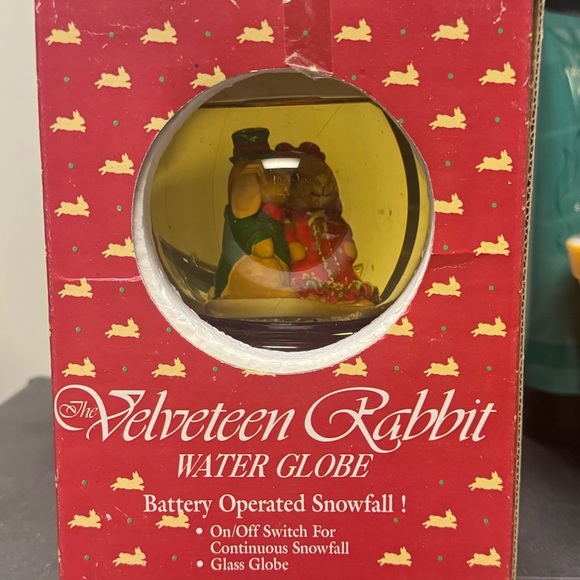 The Velveteen Rabbit
WATER GLOBE
Battery Operated Snowfall !
• On/Off Switch For
Continuous Snowfall
• Glass Globe